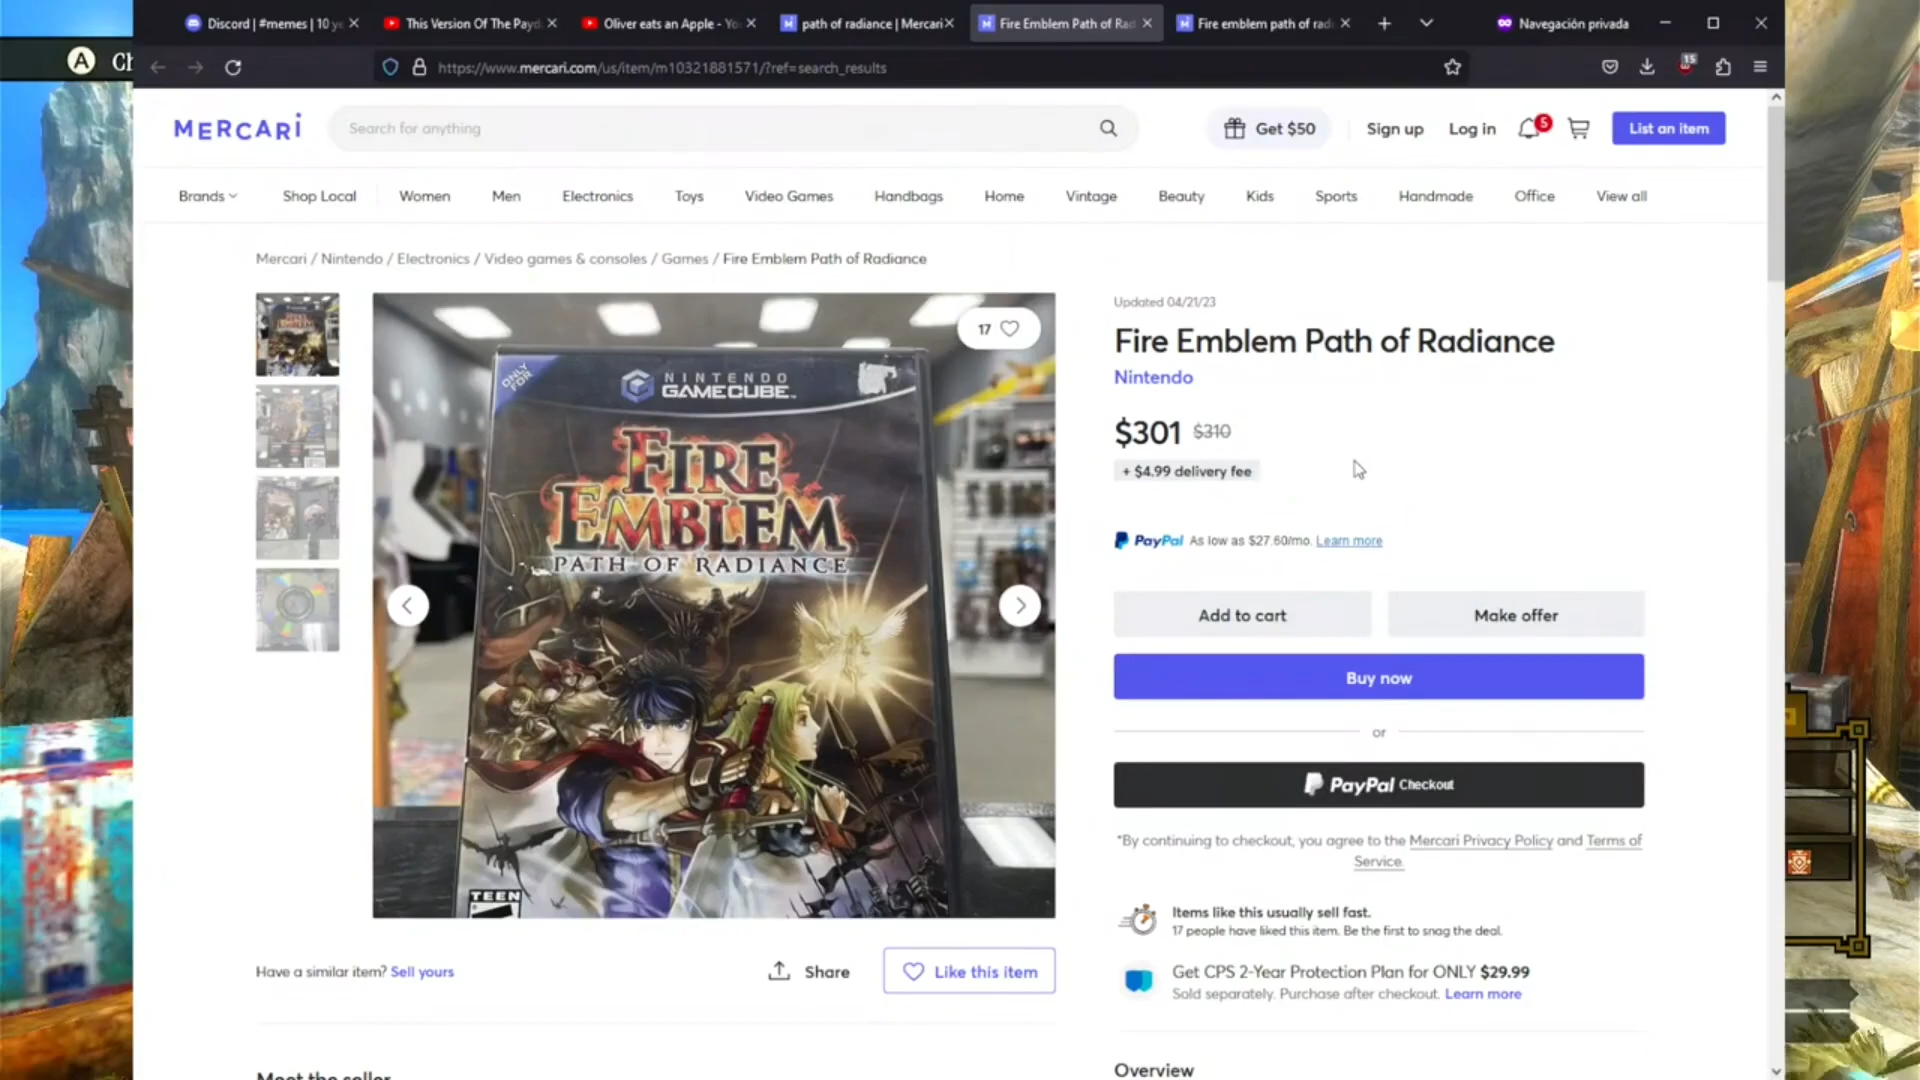 Discord | #memes | 10 ye
This Version Of The Payd
Oliver eats an Apple - Yo
path of radiance | Mercari
Fire Emblem Path of Rad
Fire emblem path of radi
Navegación privada
A Ch
https://www.mercari.com/us/item/m10321881571/?ref=search_results
15
MERCARI
Search for anything
Get $50
Sign up
Log in
5
List an item
Brands
Shop Local
Women
Men
Electronics
Toys
Video Games
Handbags
Home
Vintage
Beauty
Kids
Sports
Handmade
Office
View all
Mercari / Nintendo / Electronics / Video games & consoles / Games / Fire Emblem Path of Radiance
17
ONLY
FOR
NINTENDO
GAMECUBE™
FIRE
EMBLEM
PATH OF RADIANCE
TEEN
Updated 04/21/23
Fire Emblem Path of Radiance
Nintendo
$301 $310
+ $4.99 delivery fee
PayPal As low as $27.60/mo. Learn more
Add to cart
Make offer
Buy now
or
PayPal Checkout
*By continuing to checkout, you agree to the Mercari Privacy Policy and Terms of
Service.
Items like this usually sell fast.
17 people have liked this item. Be the first to snag the deal.
Get CPS 2-Year Protection Plan for ONLY $29.99
Sold separately. Purchase after checkout. Learn more
Have a similar item? Sell yours
Share
Like this item
Meet the seller
Overview